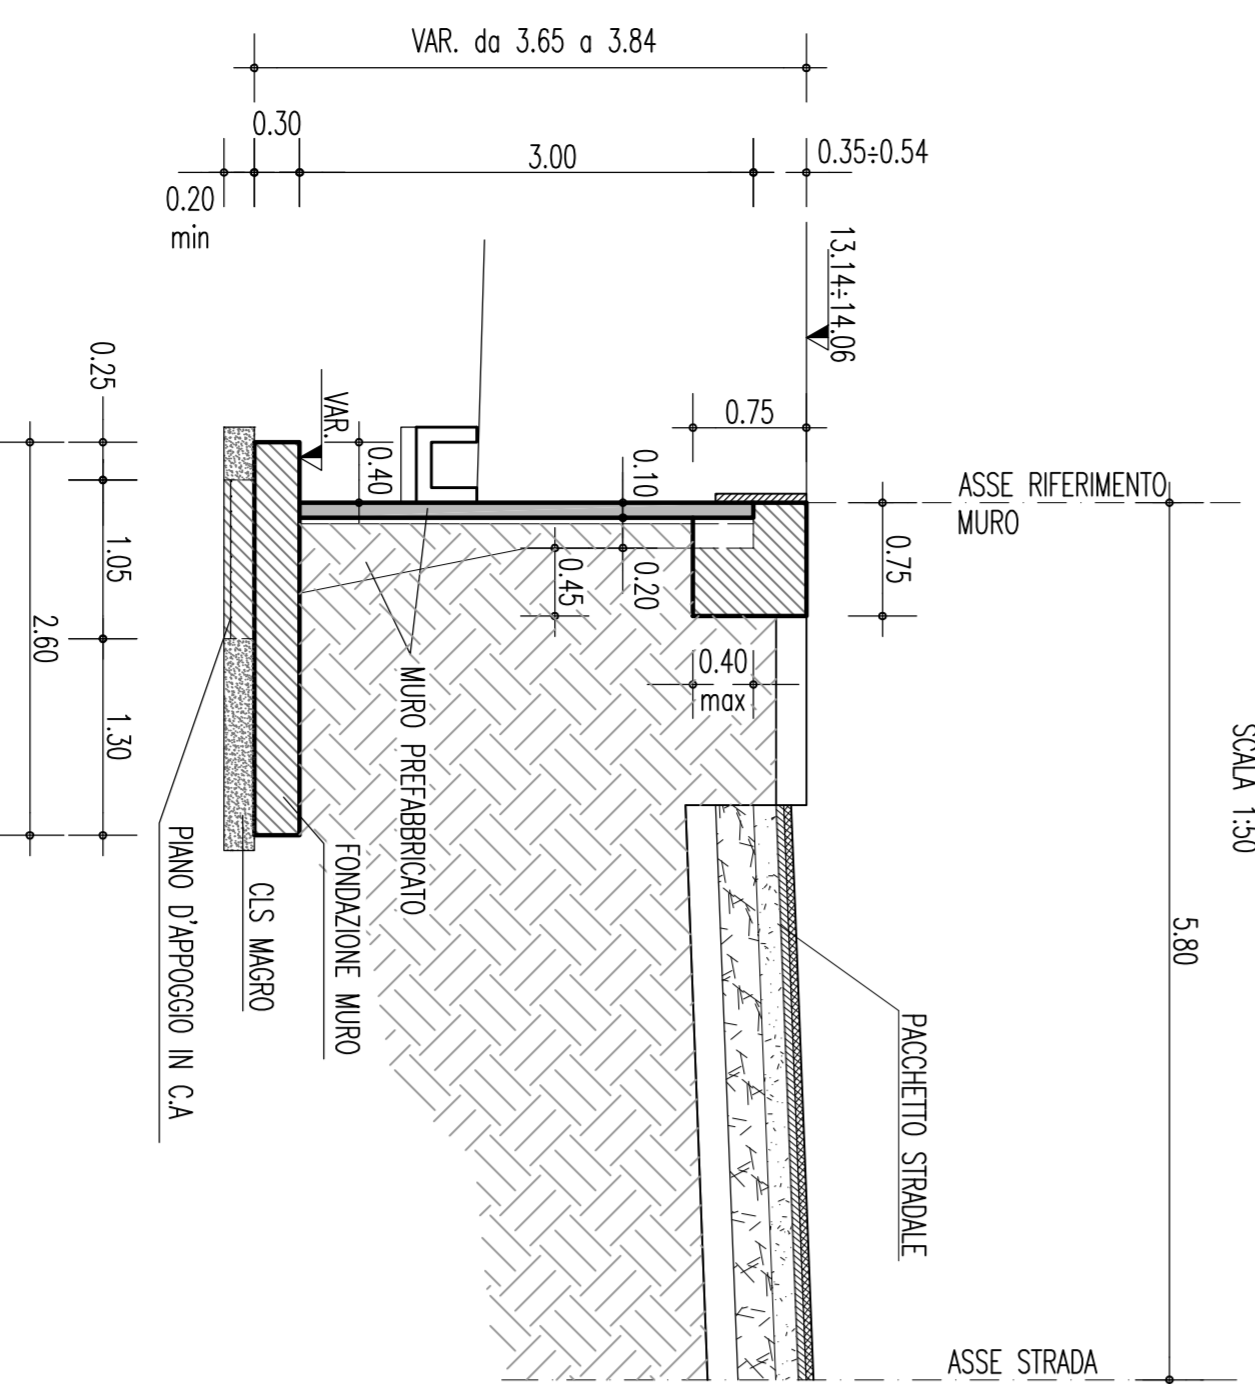 VAR. da 3.65 a 3.84
0.30
3.00
0.35÷0.54
0.20
min
13.14÷14.06
0.25
VAR.
0.40
0.10
0.75
ASSE RIFERIMENTO
MURO
0.75
1.05
0.45
0.20
2.60
1.30
0.40
max
MURO PREFABBRICATO
SCALA 1:50
5.80
PIANO D'APPOGGIO IN C.A
CLS MAGRO
FONDAZIONE MURO
PACCHETTO STRADALE
ASSE STRADA